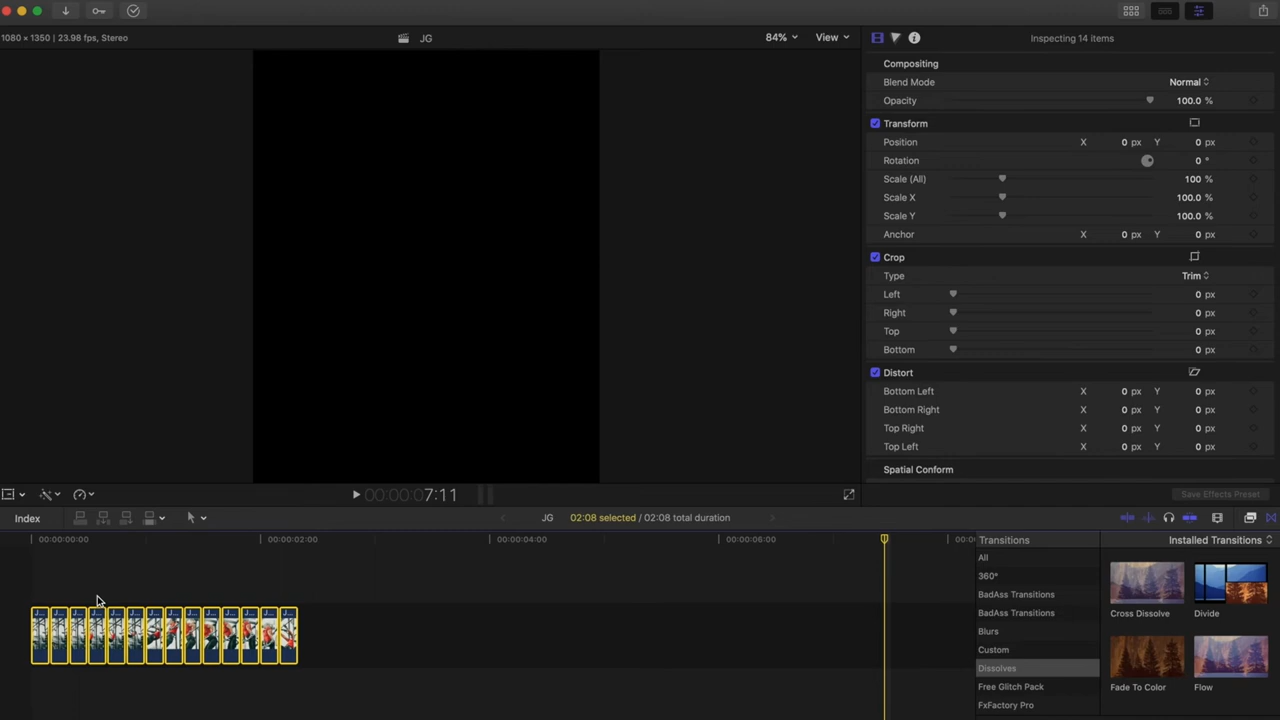 1080 × 1350 | 23.98 fps, Stereo
JG
84%
View
Inspecting 14 items
Compositing
Blend Mode Normal
Opacity 100.0 %
Transform
Position X 0 px Y 0 px
Rotation 0 °
Scale (All) 100 %
Scale X 100.0 %
Scale Y 100.0 %
Anchor X 0 px Y 0 px
Crop
Type Trim
Left 0 px
Right 0 px
Top 0 px
Bottom 0 px
Distort
Bottom Left X 0 px Y 0 px
Bottom Right X 0 px Y 0 px
Top Right X 0 px Y 0 px
Top Left X 0 px Y 0 px
Spatial Conform
00:00:00:07:11
Save Effects Preset
Index
JG
02:08 selected / 02:08 total duration
00:00:00:00
00:00:02:00
00:00:04:00
00:00:06:00
00:00
J... J... J... J... J... J... J... J... J... J... J... J... J... J...
Transitions
Installed Transitions
All
360°
BadAss Transitions
BadAss Transitions
Blurs
Custom
Dissolves
Free Glitch Pack
FxFactory Pro
Cross Dissolve
Divide
Fade To Color
Flow